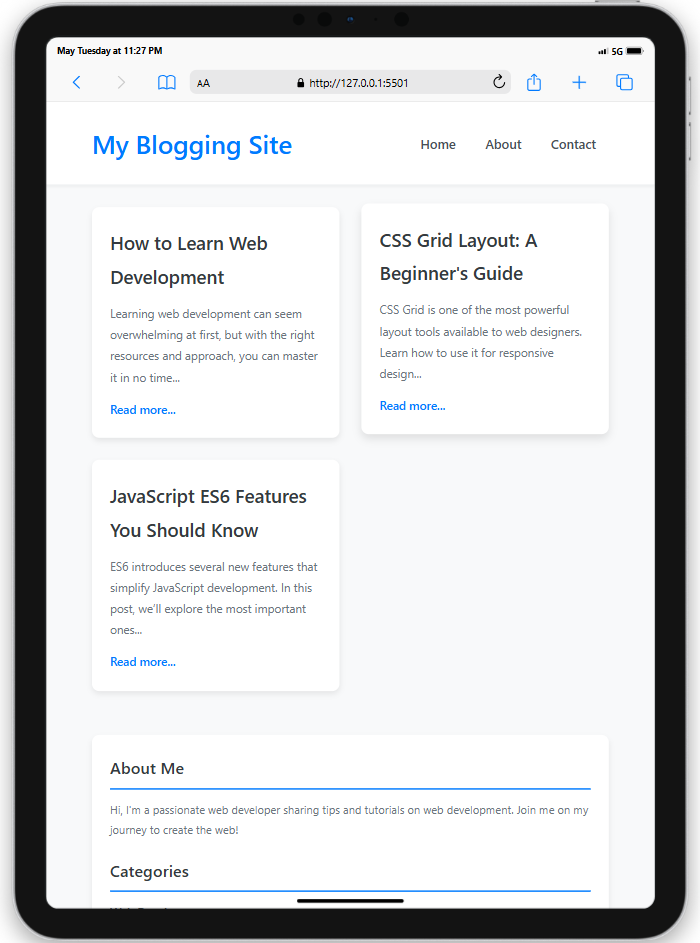 May Tuesday at 11:27 PM
5G
AA
http://127.0.0.1:5501
My Blogging Site
Home About Contact
How to Learn Web
Development
Learning web development can seem
overwhelming at first, but with the right
resources and approach, you can master
it in no time...
Read more...
CSS Grid Layout: A
Beginner's Guide
CSS Grid is one of the most powerful
layout tools available to web designers.
Learn how to use it for responsive
design...
Read more...
JavaScript ES6 Features
You Should Know
ES6 introduces several new features that
simplify JavaScript development. In this
post, we'll explore the most important
ones...
Read more...
About Me
Hi, I'm a passionate web developer sharing tips and tutorials on web development. Join me on my
journey to create the web!
Categories